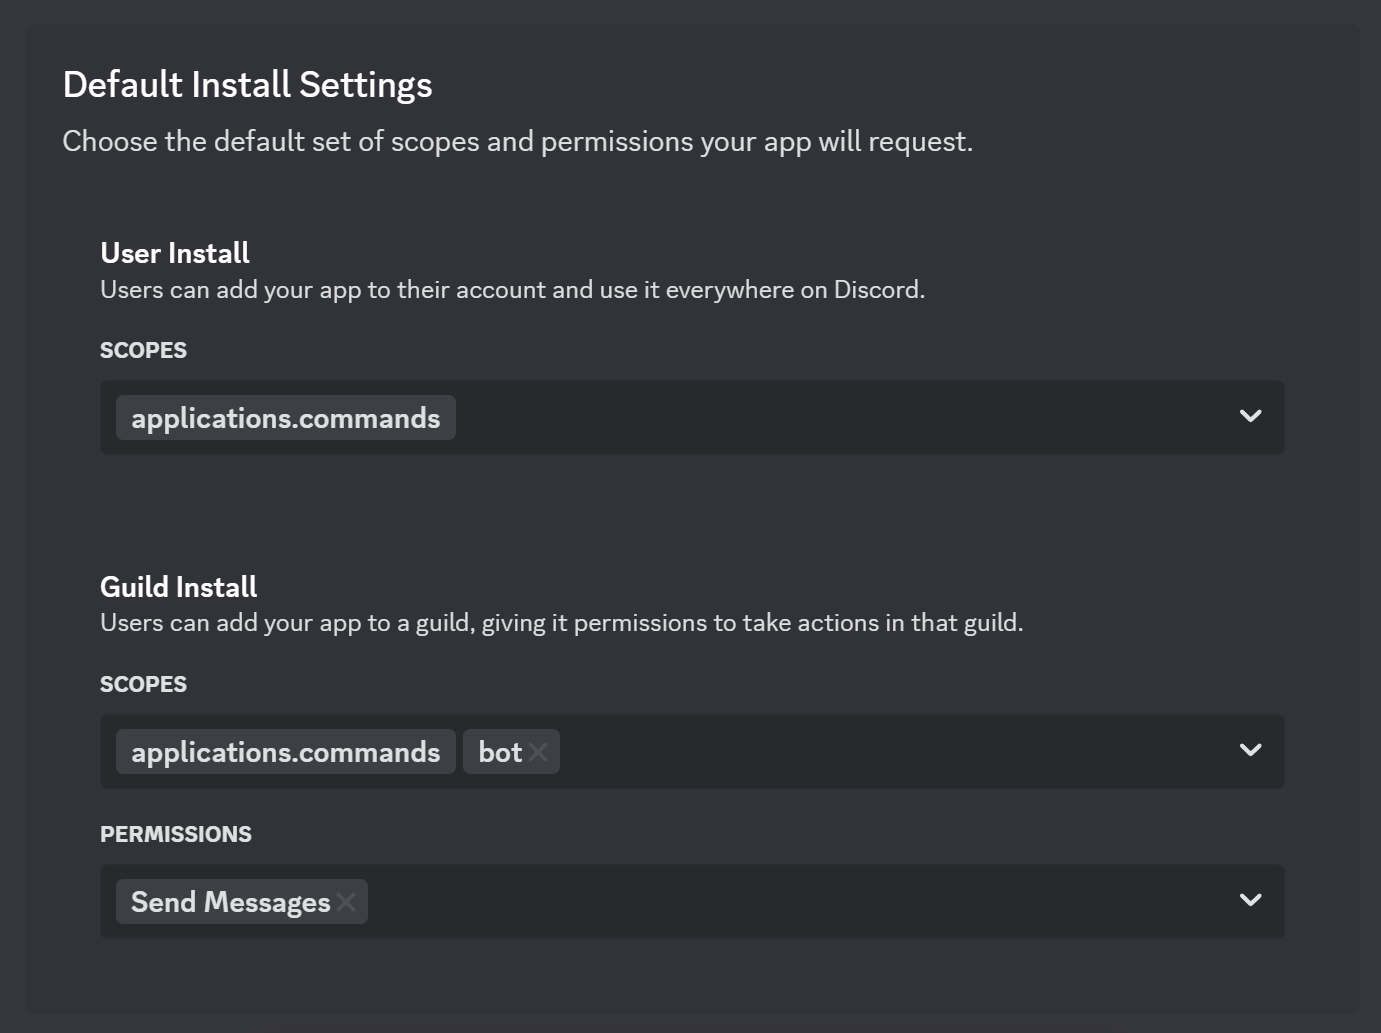 Default Install Settings
Choose the default set of scopes and permissions your app will request.
User Install
Users can add your app to their account and use it everywhere on Discord.
SCOPES
applications.commands
Guild Install
Users can add your app to a guild, giving it permissions to take actions in that guild.
SCOPES
applications.commands bot
PERMISSIONS
Send Messages